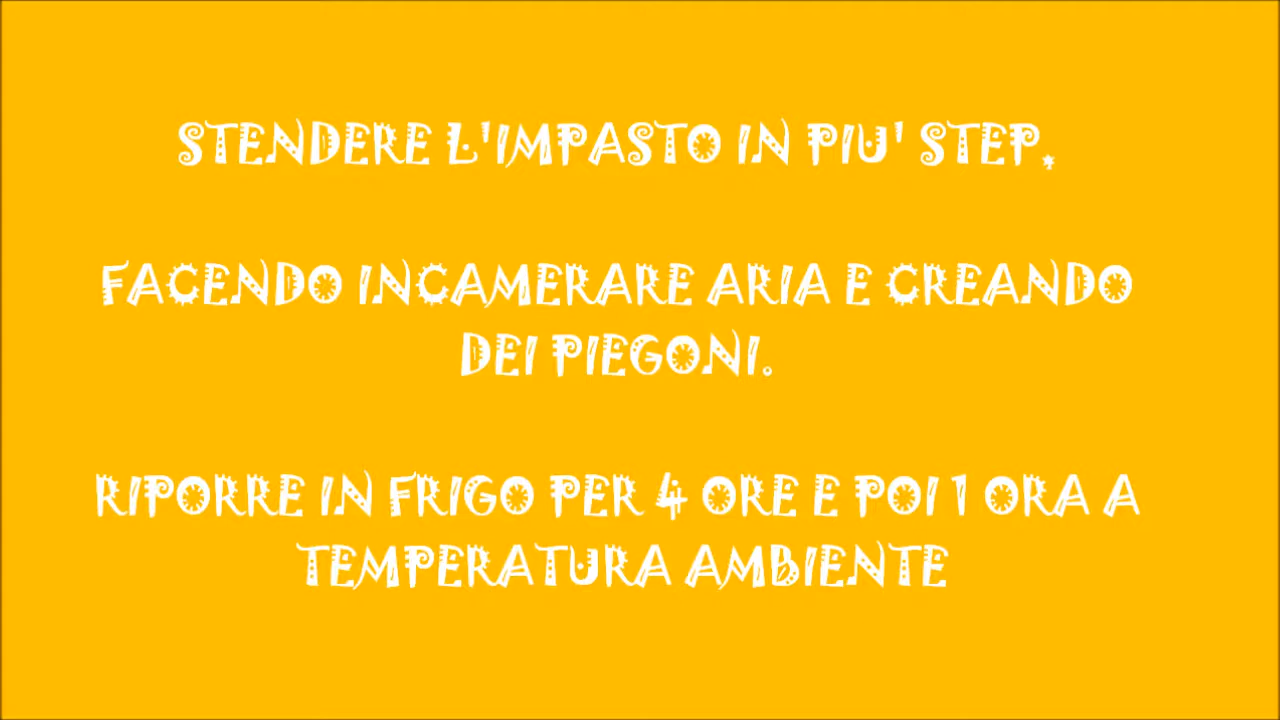 STENDERE L'IMPASTO IN PIU' STEP,
FACENDO INCAMERARE ARIA E CREANDO
DEI PIEGONI.
RIPORRE IN FRIGO PER 4 ORE E POI 1 ORA A
TEMPERATURA AMBIENTE